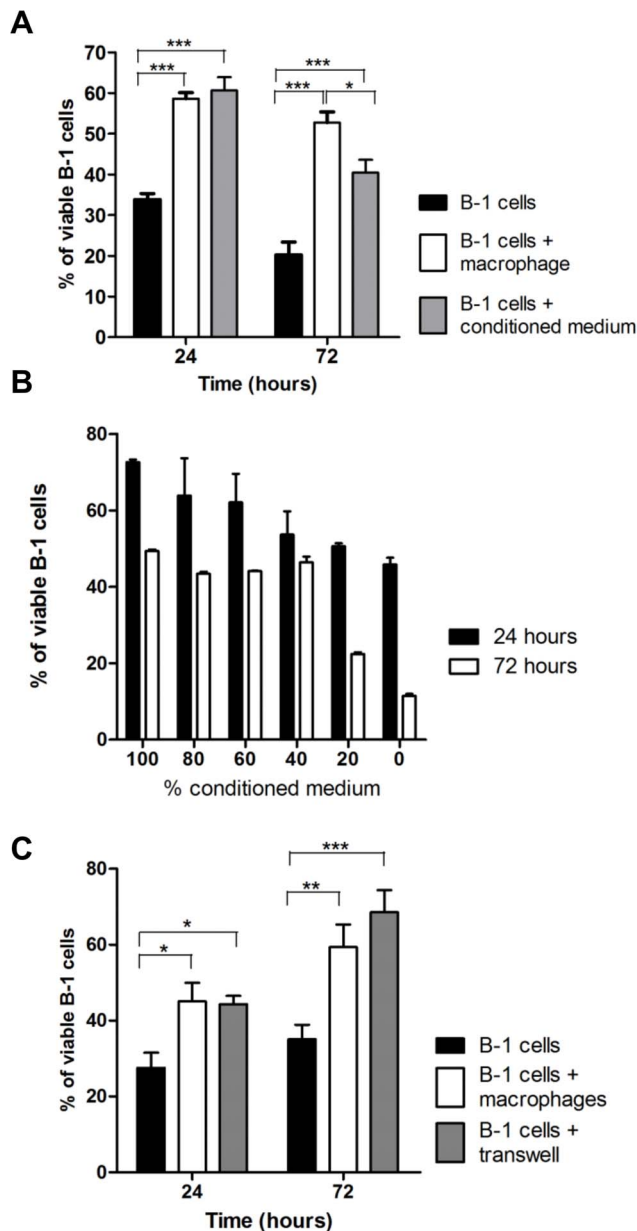 A
% of viable B-1 cells
70
60
50
40
30
20
10
0
***
***
***
***
*
24
72
Time (hours)
B-1 cells
B-1 cells +
macrophage
B-1 cells +
conditioned medium
B
% of viable B-1 cells
80
60
40
20
0
100 80 60 40 20 0
% conditioned medium
24 hours
72 hours
C
% of viable B-1 cells
80
60
40
20
0
*
*
***
**
24
72
Time (hours)
B-1 cells
B-1 cells +
macrophages
B-1 cells +
transwell